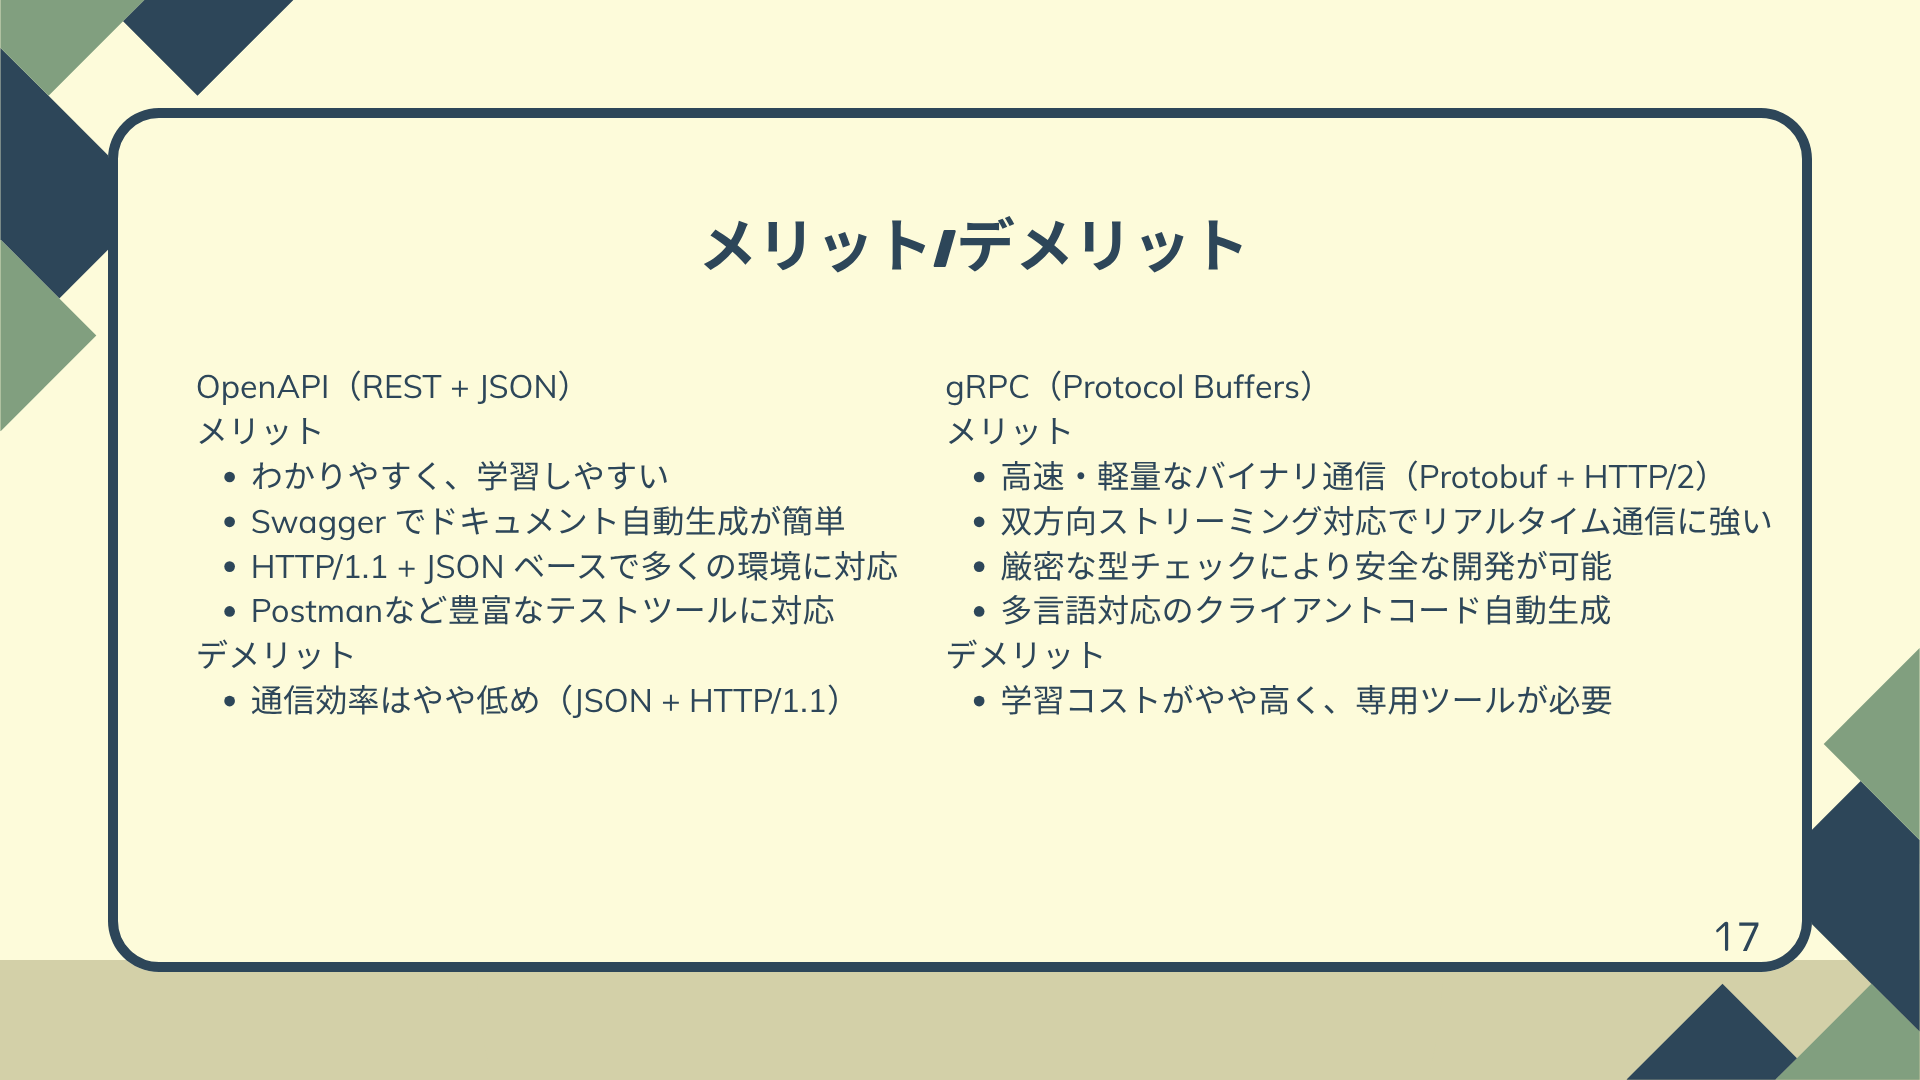 メリット/デメリット
OpenAPI（REST + JSON）
メリット
• わかりやすく、学習しやすい
• Swagger でドキュメント自動生成が簡単
• HTTP/1.1 + JSON ベースで多くの環境に対応
• Postmanなど豊富なテストツールに対応
デメリット
• 通信効率はやや低め（JSON + HTTP/1.1）
gRPC（Protocol Buffers）
メリット
• 高速・軽量なバイナリ通信（Protobuf + HTTP/2）
• 双方向ストリーミング対応でリアルタイム通信に強い
• 厳密な型チェックにより安全な開発が可能
• 多言語対応のクライアントコード自動生成
デメリット
• 学習コストがやや高く、専用ツールが必要
17